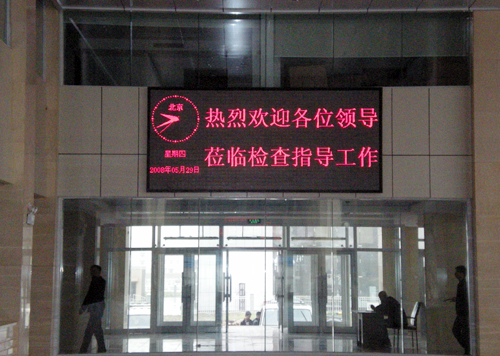 北京
热烈欢迎各位领导
星期四
莅临检查指导工作
2008年05月29日